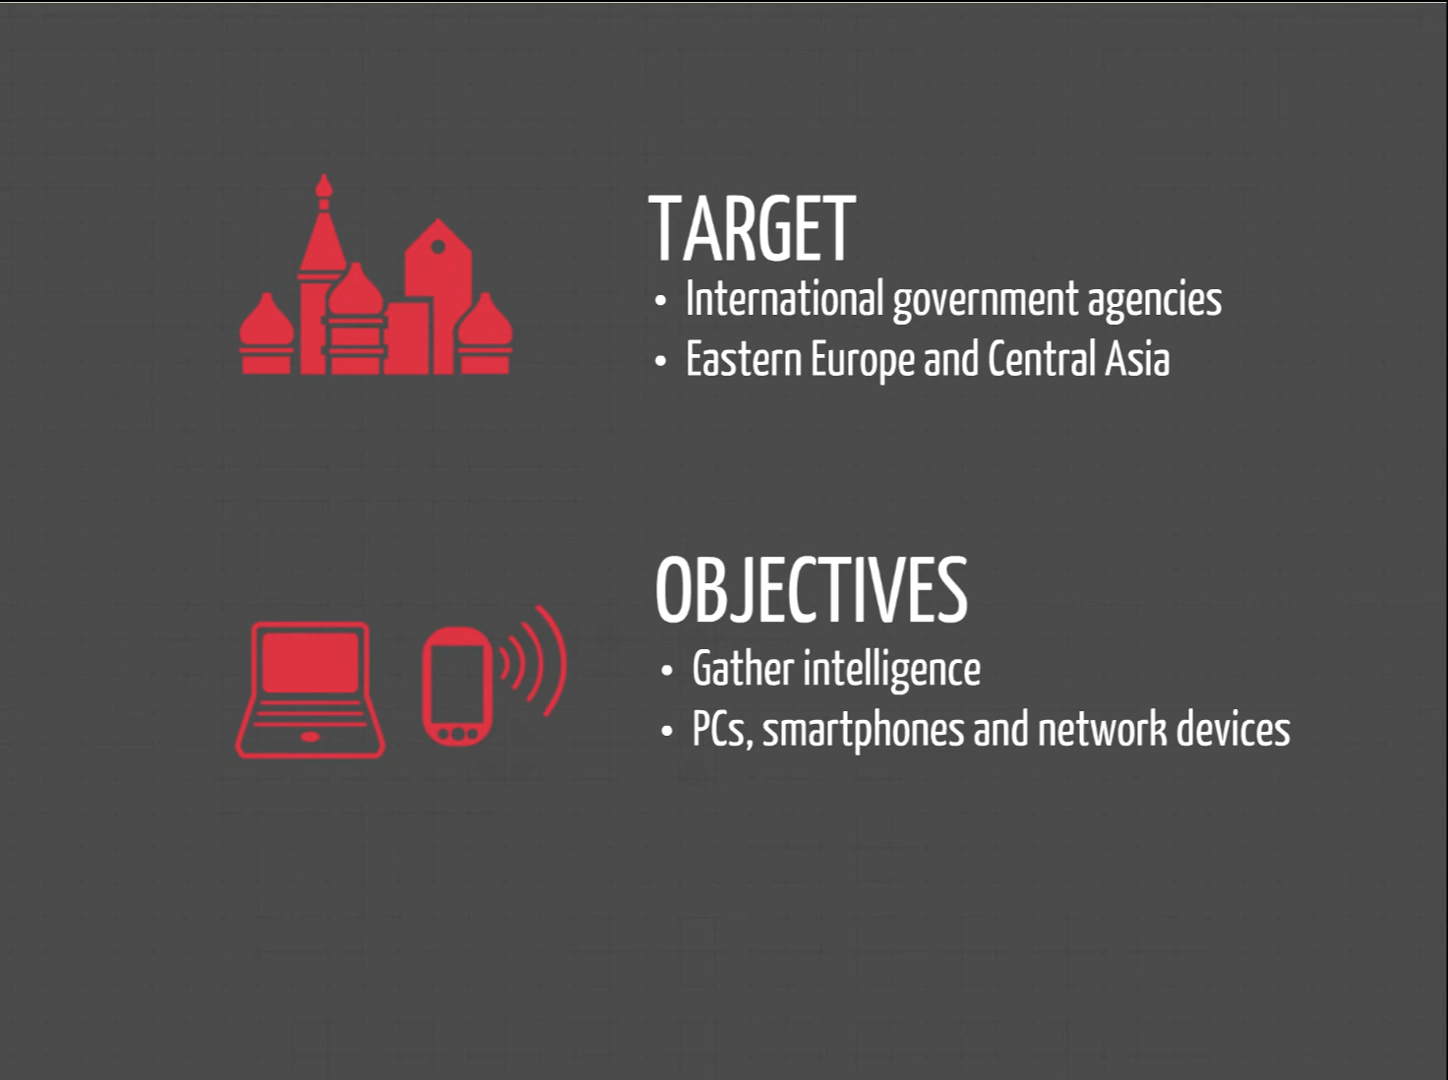 TARGET
• International government agencies
• Eastern Europe and Central Asia
OBJECTIVES
• Gather intelligence
• PCs, smartphones and network devices